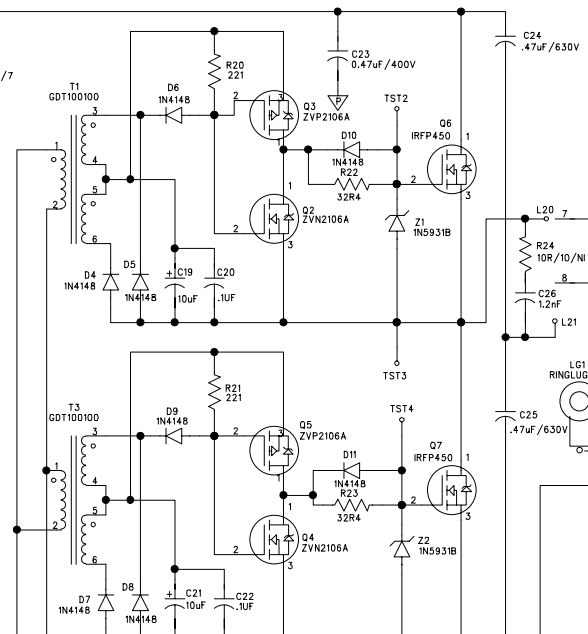 C24
.47uF/630V
C23
0.47uF/400V
P
/7
R20
221
T1
GDT100100
D6
1N4148
TST2
Q3
ZVP2106A
Q6
IRFP450
D10
1N4148
R22
32R4
Q2
ZVN2106A
Z1
1N5931B
L20 7
R24
10R/10/NI
8
C26
1.2nF
L21
D4
1N4148
D5
1N4148
C19
10uF
C20
.1UF
TST3
LG1
RINGLUG
T3
GDT100100
D9
1N4148
R21
221
TST4
C25
.47uF/630V
Q5
ZVP2106A
Q7
IRFP450
D11
1N4148
R23
32R4
Q4
ZVN2106A
Z2
1N5931B
D7
1N4148
D8
1N4148
C21
10uF
C22
.1UF
1
2
3
4
5
6
2
3
1
2
1
3
1
2
3
1
2
3
4
5
6
2
3
1
2
1
3
1
2
3